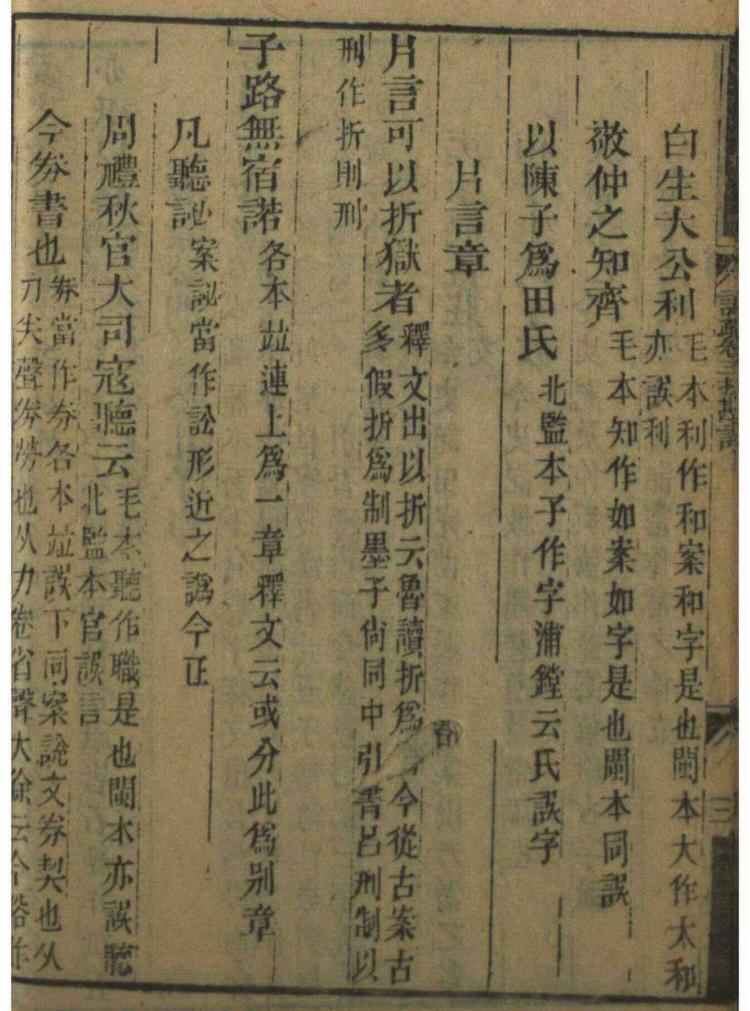 白生大公利毛本利作和案和字是也閩本大作太和亦誤利
敬仲之知齊毛本知作如案如字是也閩本同誤
以陳子爲田氏北監本子作字浦鏜云氏誤字
片言章
片言可以折獄者釋文出以折云魯讀折爲今從古案古多假折爲制墨子尚同中引書呂刑制以
刑作折則刑
子路無宿諾各本竝連上爲一章釋文云或分此爲別章
凡聽䛑案䛑當作訟形近之譌今正
周禮秋官大司寇聽云毛本聽作職是也閩本亦誤聽北監本官誤言
今劵書也劵當作券各本竝誤下同案說文券契也从刀聲劵勞也从力卷省聲大徐云今俗作
三